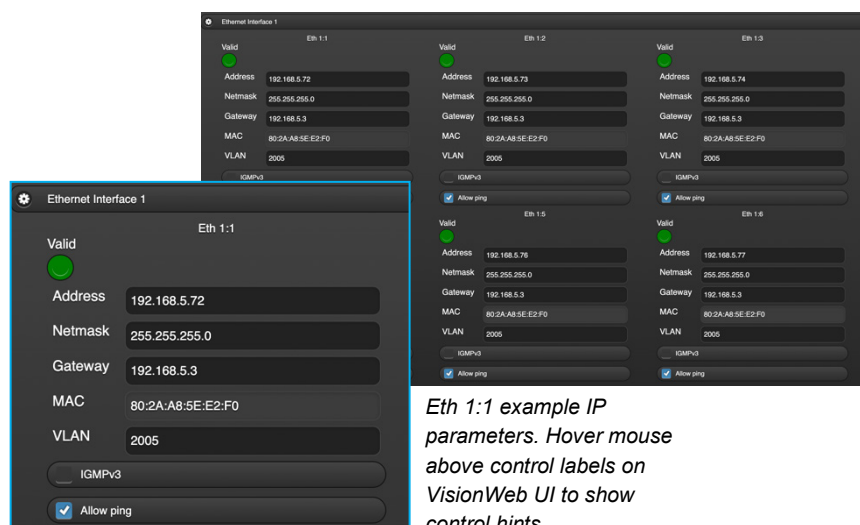 Ethernet Interface 1
Eth 1:1 Eth 1:2 Eth 1:3
Valid Valid Valid
Address 192.168.5.72 Address 192.168.5.73 Address 192.168.5.74
Netmask 255.255.255.0 Netmask 255.255.255.0 Netmask 255.255.255.0
Gateway 192.168.5.3 Gateway 192.168.5.3 Gateway 192.168.5.3
MAC 80:2A:A8:5E:E2:F0 MAC 80:2A:A8:5E:E2:F0 MAC 80:2A:A8:5E:E2:F0
VLAN 2005 VLAN 2005 VLAN 2005
IGMPv3 IGMPv3 IGMPv3
Allow ping Allow ping
Eth 1:5 Eth 1:6
Valid Valid
Address 192.168.5.76 Address 192.168.5.77
Netmask 255.255.255.0 Netmask 255.255.255.0
Gateway 192.168.5.3 Gateway 192.168.5.3
MAC 80:2A:A8:5E:E2:F0 MAC 80:2A:A8:5E:E2:F0
VLAN 2005 VLAN 2005
IGMPv3 IGMPv3
Allow ping Allow ping
Ethernet Interface 1
Eth 1:1
Valid
Address 192.168.5.72
Netmask 255.255.255.0
Gateway 192.168.5.3
MAC 80:2A:A8:5E:E2:F0
VLAN 2005
IGMPv3
Allow ping
Eth 1:1 example IP
parameters. Hover mouse
above control labels on
VisionWeb UI to show
control hints